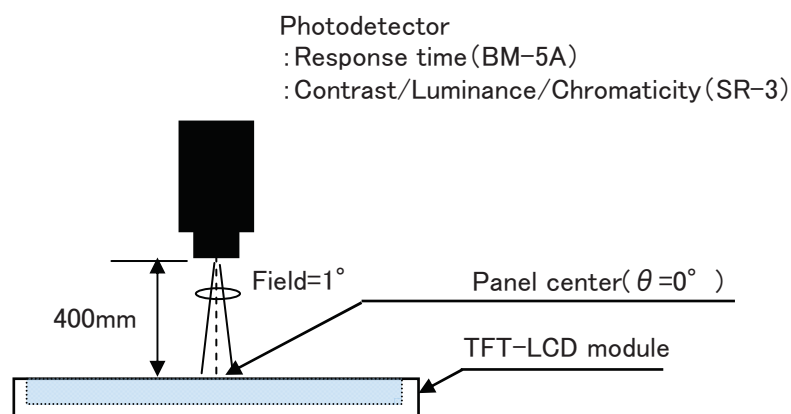 Photodetector
:Response time(BM-5A)
:Contrast/Luminance/Chromaticity(SR-3)
Field=1°
Panel center(θ=0° )
400mm
TFT-LCD module